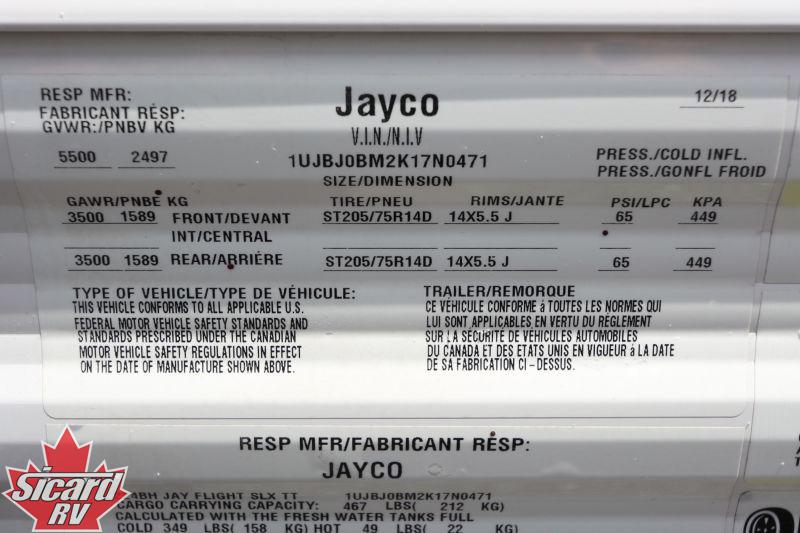 RESP MFR: Jayco 12/18
FABRICANT RÉSP:
GVWR:/PNBV KG V.I.N./N.I.V
5500 2497 1UJBJ0BM2K17N0471 PRESS./COLD INFL.
SIZE/DIMENSION PRESS./GONFL FROID
GAWR/PNBE KG TIRE/PNEU RIMS/JANTE PSI/LPC KPA
3500 1589 FRONT/DEVANT ST205/75R14D 14X5.5 J 65 449
INT/CENTRAL
3500 1589 REAR/ARRIÈRE ST205/75R14D 14X5.5 J 65 449
TYPE OF VEHICLE/TYPE DE VÉHICULE: TRAILER/REMORQUE
THIS VEHICLE CONFORMS TO ALL APPLICABLE U.S.
FEDERAL MOTOR VEHICLE SAFETY STANDARDS AND
STANDARDS PRESCRIBED UNDER THE CANADIAN
MOTOR VEHICLE SAFETY REGULATIONS IN EFFECT
ON THE DATE OF MANUFACTURE SHOWN ABOVE.
CE VÉHICULE CONFORME à TOUTES LES NORMES QUI
LUI SONT APPLICABLES EN VERTU DU RÈGLEMENT
SUR LA SÉCURITÉ DE VÉHICULES AUTOMOBILES
DU CANADA ET DES ETATS UNIS EN VIGUEUR à LA DATE
DE SA FABRICATION CI-DESSUS.
RESP MFR/FABRICANT RÉSP:
JAYCO
JAY FLIGHT SLX TT 1UJBJ0BM2K17N0471
CARGO CARRYING CAPACITY: 467 LBS( 212 KG)
CALCULATED WITH THE FRESH WATER TANKS FULL
COLD 349 LBS( 158 KG) HOT 49 LBS( 22 KG)
Sicard
RV